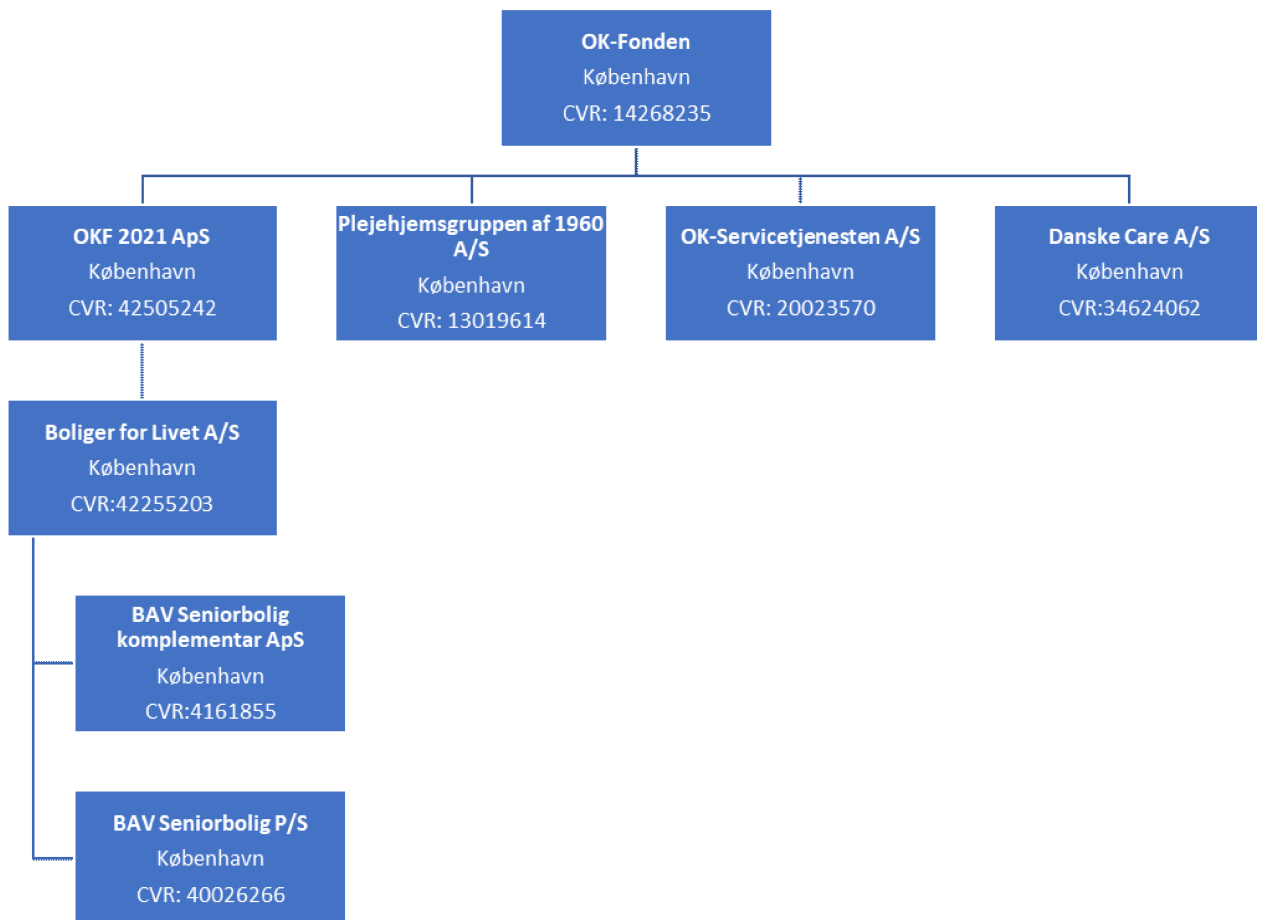 OK-Fonden
København
CVR: 14268235
OKF 2021 ApS
København
CVR: 42505242
Plejehjemsgruppen af 1960
A/S
København
CVR: 13019614
OK-Servicetjenesten A/S
København
CVR: 20023570
Danske Care A/S
København
CVR:34624062
Boliger for Livet A/S
København
CVR:42255203
BAV Seniorbolig
komplementar ApS
København
CVR:4161855
BAV Seniorbolig P/S
København
CVR: 40026266